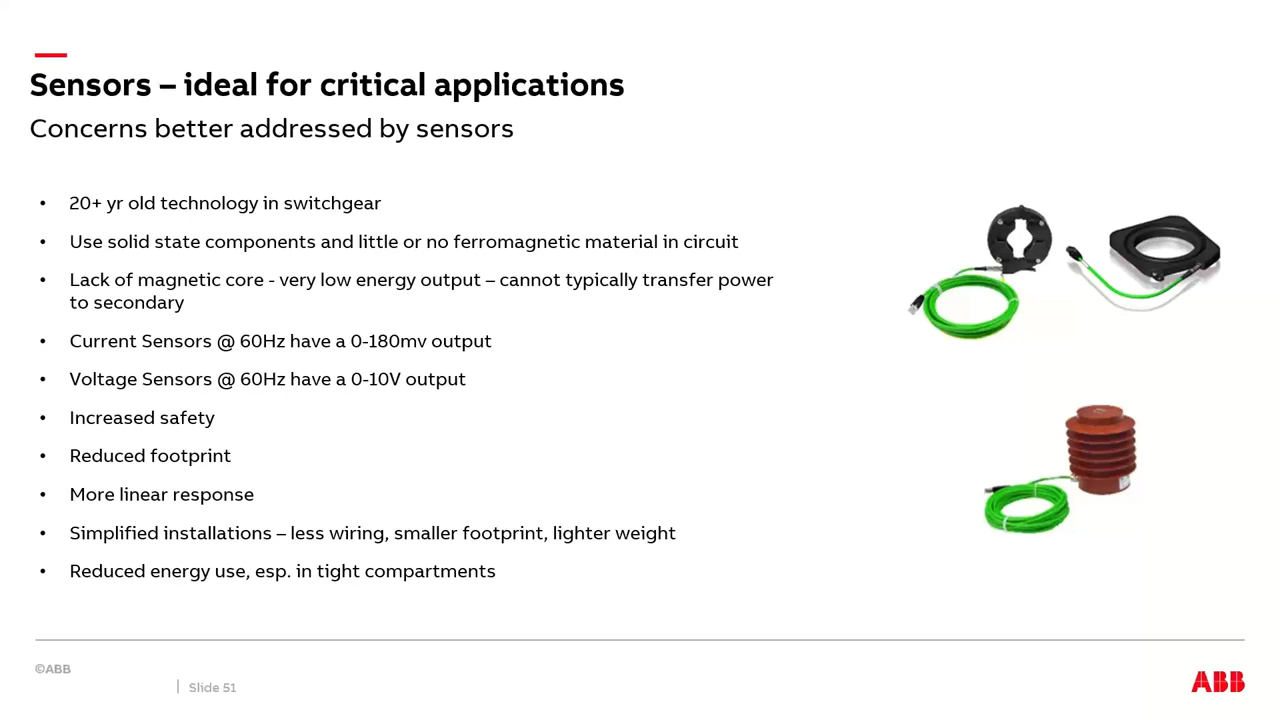 Sensors – ideal for critical applications
Concerns better addressed by sensors
• 20+ yr old technology in switchgear
• Use solid state components and little or no ferromagnetic material in circuit
• Lack of magnetic core - very low energy output – cannot typically transfer power
to secondary
• Current Sensors @ 60Hz have a 0-180mv output
• Voltage Sensors @ 60Hz have a 0-10V output
• Increased safety
• Reduced footprint
• More linear response
• Simplified installations – less wiring, smaller footprint, lighter weight
• Reduced energy use, esp. in tight compartments
©ABB
Slide 51
ABB